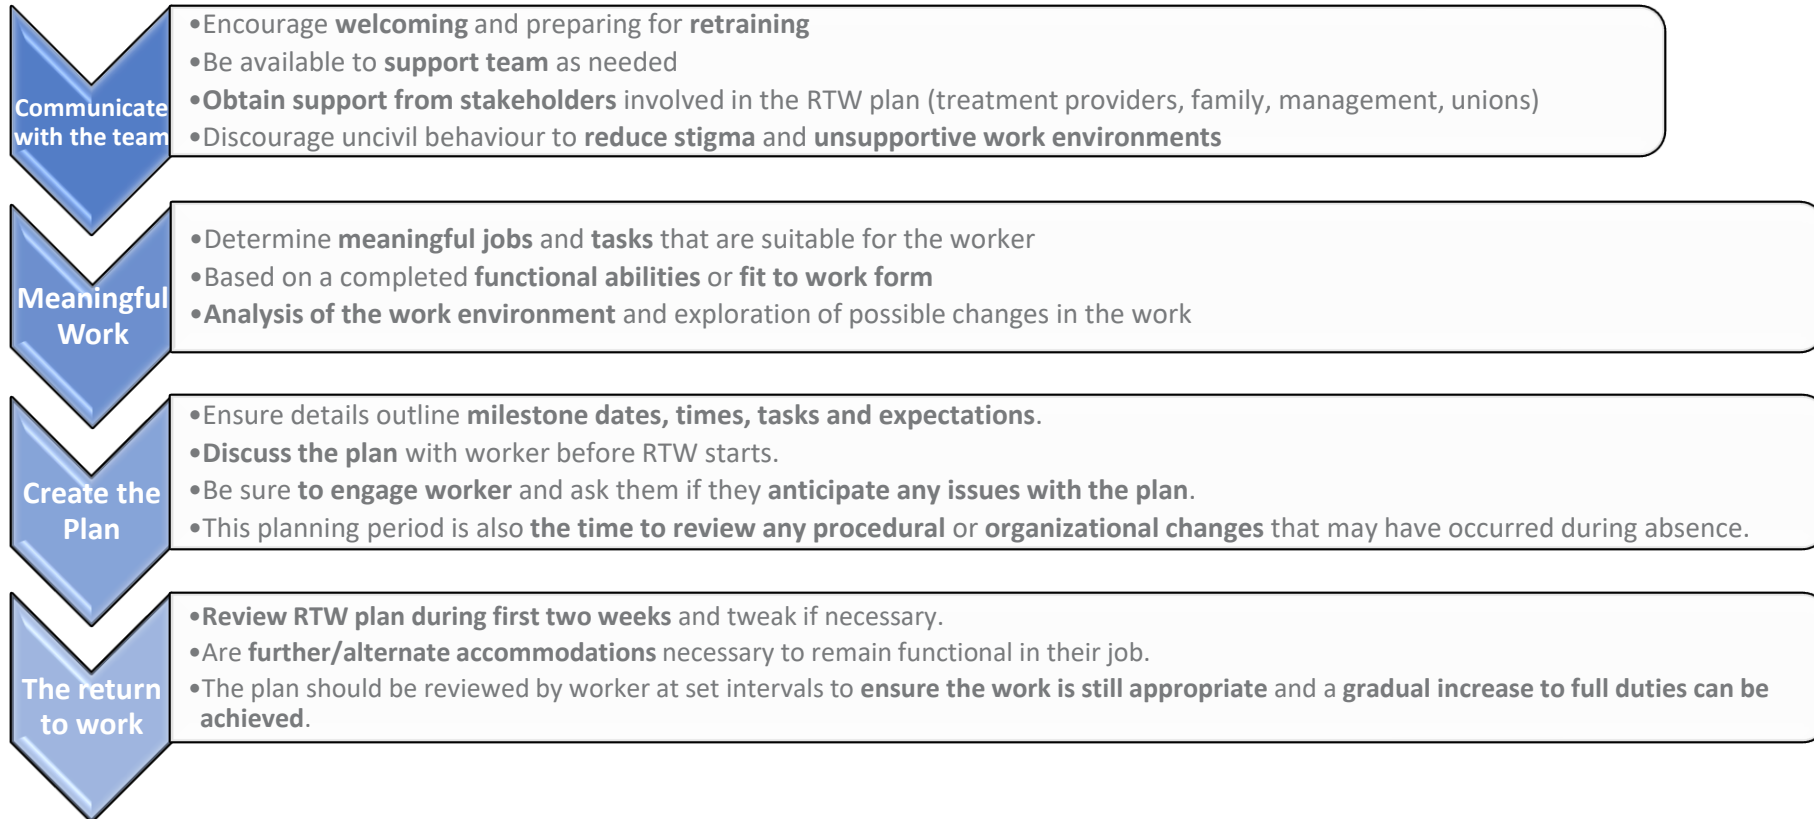 Communicate
with the team
•Encourage welcoming and preparing for retraining
•Be available to support team as needed
•Obtain support from stakeholders involved in the RTW plan (treatment providers, family, management, unions)
•Discourage uncivil behaviour to reduce stigma and unsupportive work environments
Meaningful
Work
•Determine meaningful jobs and tasks that are suitable for the worker
•Based on a completed functional abilities or fit to work form
•Analysis of the work environment and exploration of possible changes in the work
Create the
Plan
•Ensure details outline milestone dates, times, tasks and expectations.
•Discuss the plan with worker before RTW starts.
•Be sure to engage worker and ask them if they anticipate any issues with the plan.
•This planning period is also the time to review any procedural or organizational changes that may have occurred during absence.
The return
to work
•Review RTW plan during first two weeks and tweak if necessary.
•Are further/alternate accommodations necessary to remain functional in their job.
•The plan should be reviewed by worker at set intervals to ensure the work is still appropriate and a gradual increase to full duties can be
achieved.